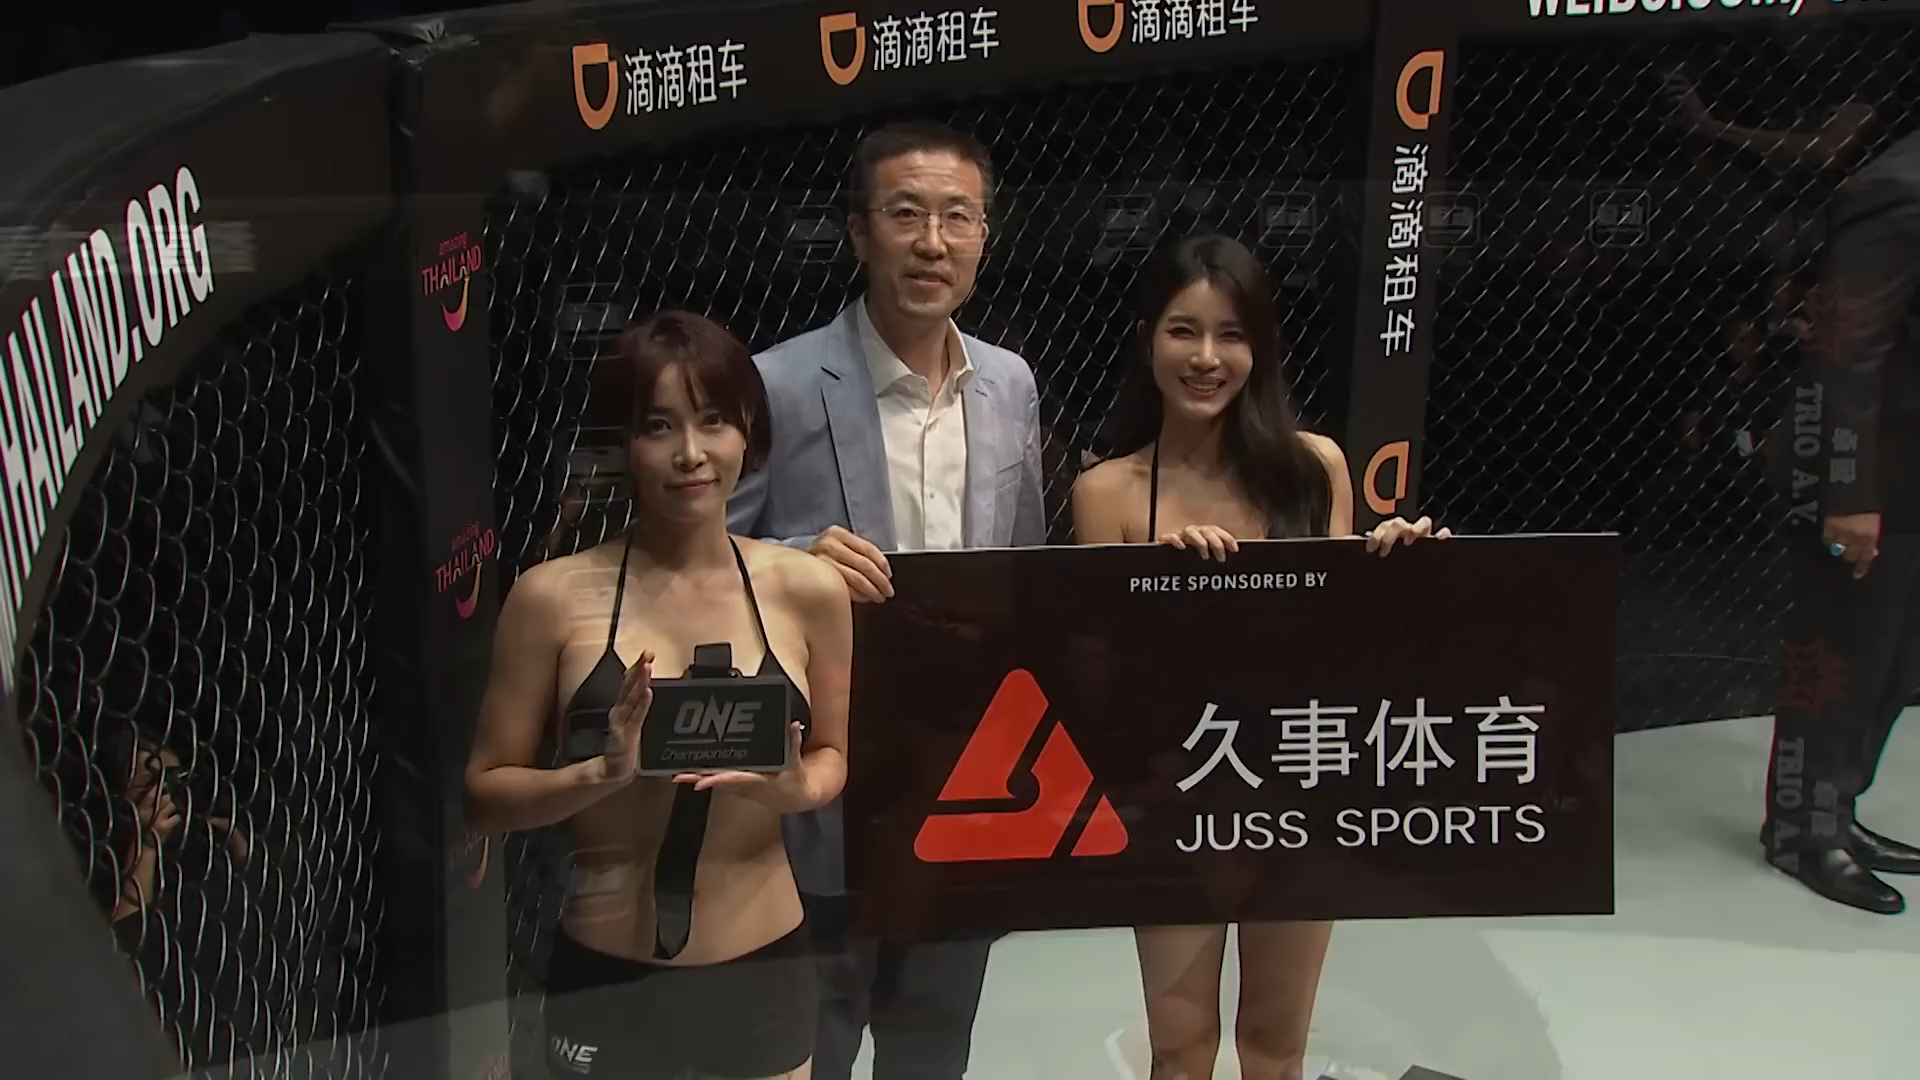 滴滴租车
滴滴租车
滴滴租车
滴滴租车
THAILAND.ORG
amazing
THAILAND
amazing
THAILAND
PRIZE SPONSORED BY
久事体育
JUSS SPORTS
ONE
Championship
ONE
TRIO A.V.
TRIO A.V